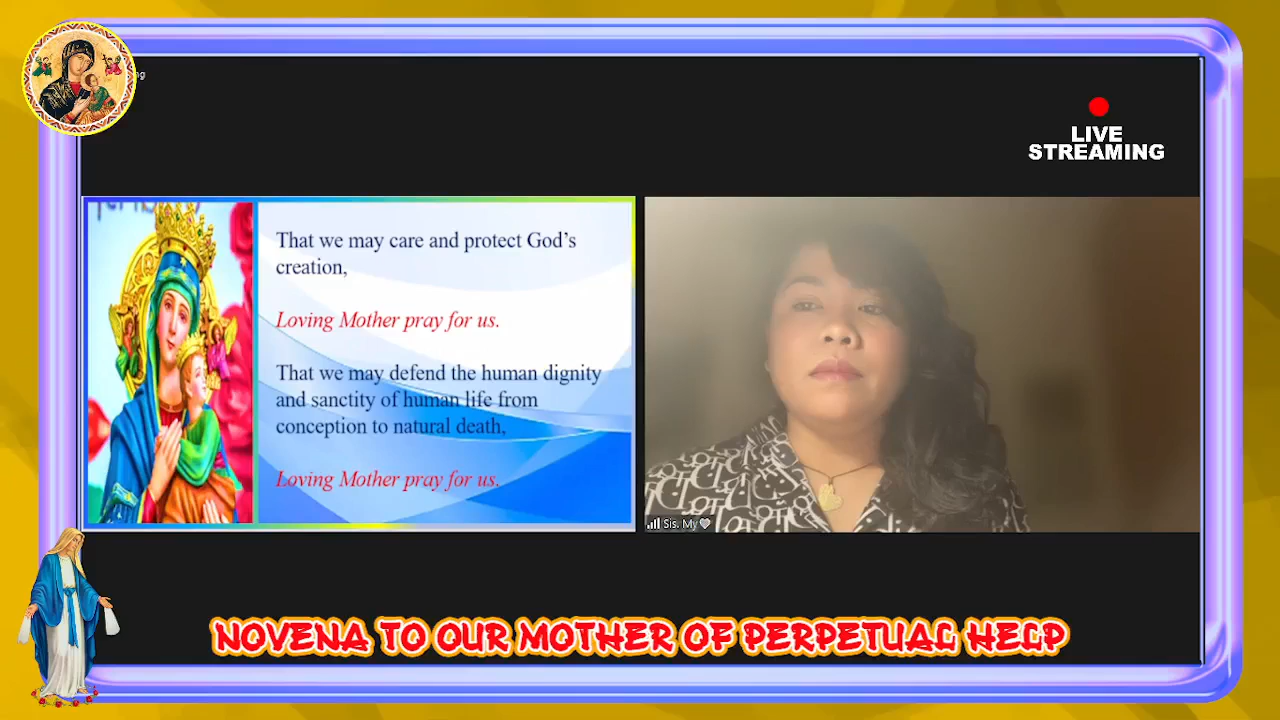 LIVE
STREAMING
That we may care and protect God's
creation,
Loving Mother pray for us.
That we may defend the human dignity
and sanctity of human life from
conception to natural death,
Loving Mother pray for us.
Sis. My
NOVENA TO OUR MOTHER OF PERPETUAL HELP